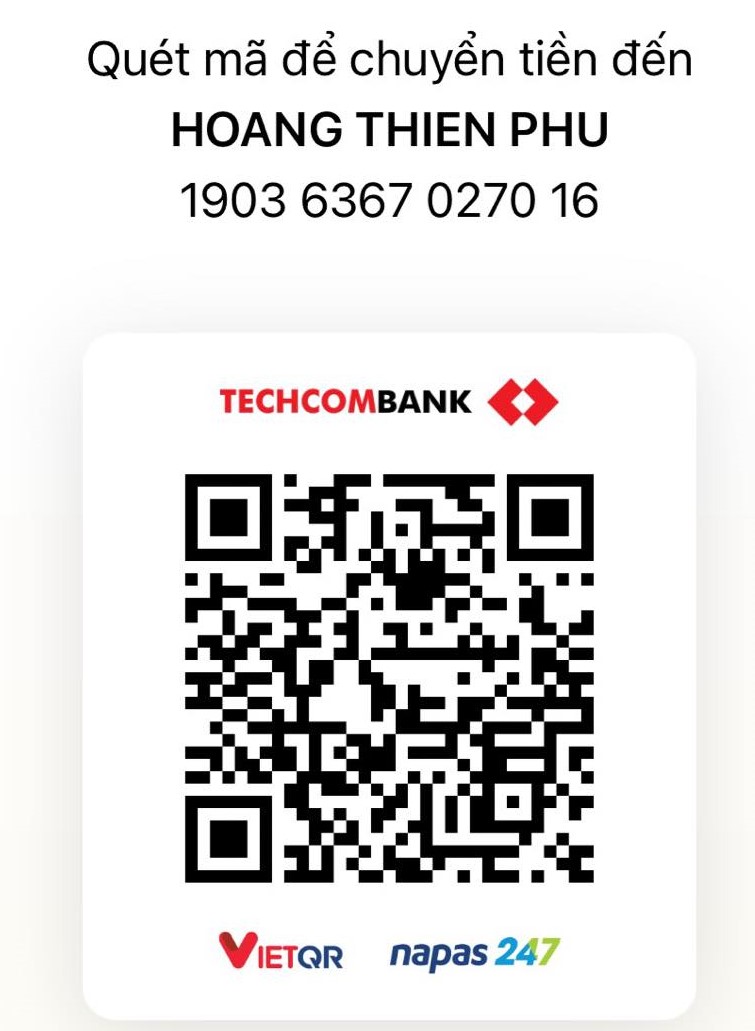 Quét mã để chuyển tiền đến
HOANG THIEN PHU
1903 6367 0270 16
TECHCOMBANK
VIETQR napas 247